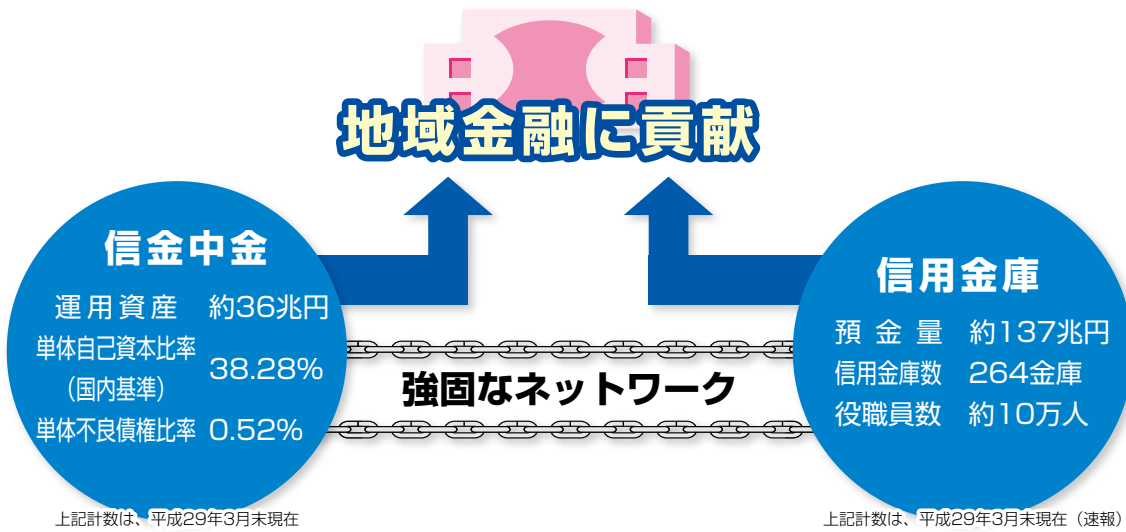 地域金融に貢献
信金中金
運用資産 約36兆円
単体自己資本比率
（国内基準） 38.28%
単体不良債権比率 0.52%
上記計数は、平成29年3月末現在
強固なネットワーク
信用金庫
預金量 約137兆円
信用金庫数 264金庫
役職員数 約10万人
上記計数は、平成29年3月末現在（速報）